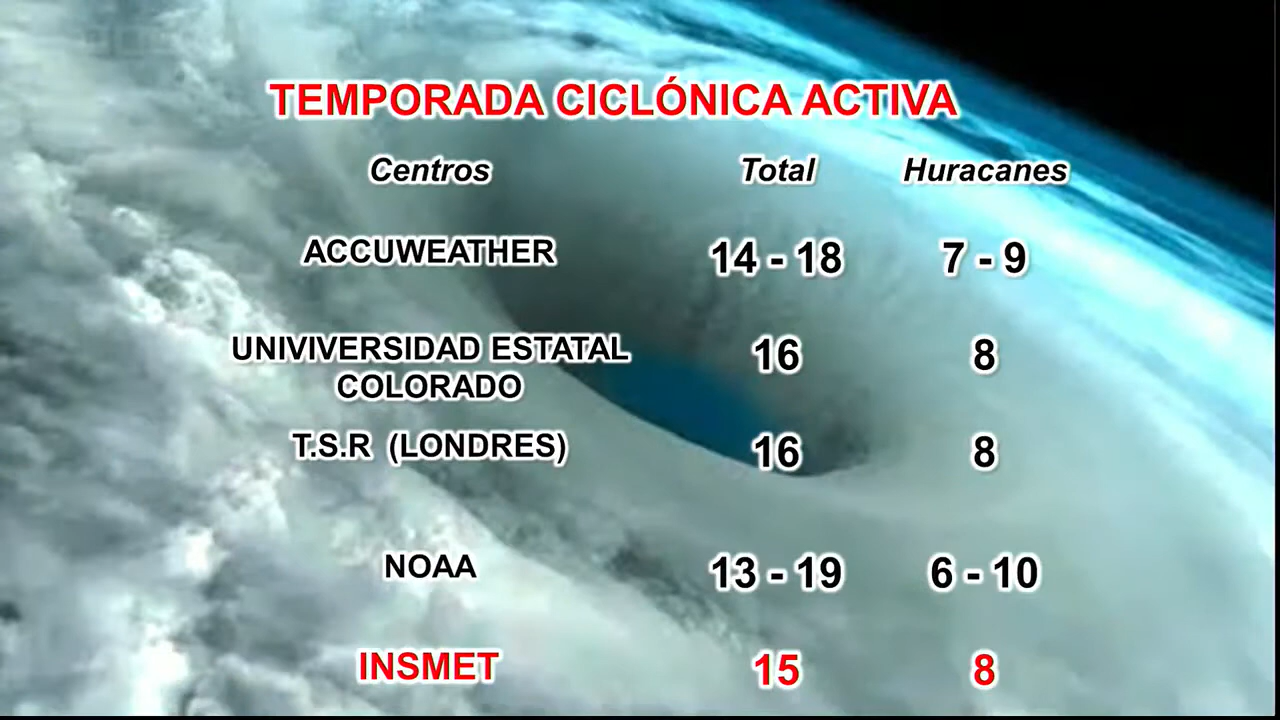 TEMPORADA CICLÓNICA ACTIVA
Centros Total Huracanes
ACCUWEATHER 14 - 18 7 - 9
UNIVIVERSIDAD ESTATAL
COLORADO 16 8
T.S.R (LONDRES) 16 8
NOAA 13 - 19 6 - 10
INSMET 15 8